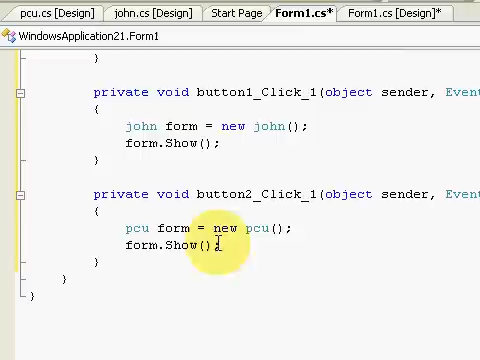 pcu.cs [Design] john.cs [Design] Start Page Form1.cs* Form1.cs [Design]*
WindowsApplication21.Form1
}
private void button1_Click_1(object sender, Event
{
john form = new john();
form.Show();
}
private void button2_Click_1(object sender, Event
{
pcu form = new pcu();
form.Show();
}
}
}